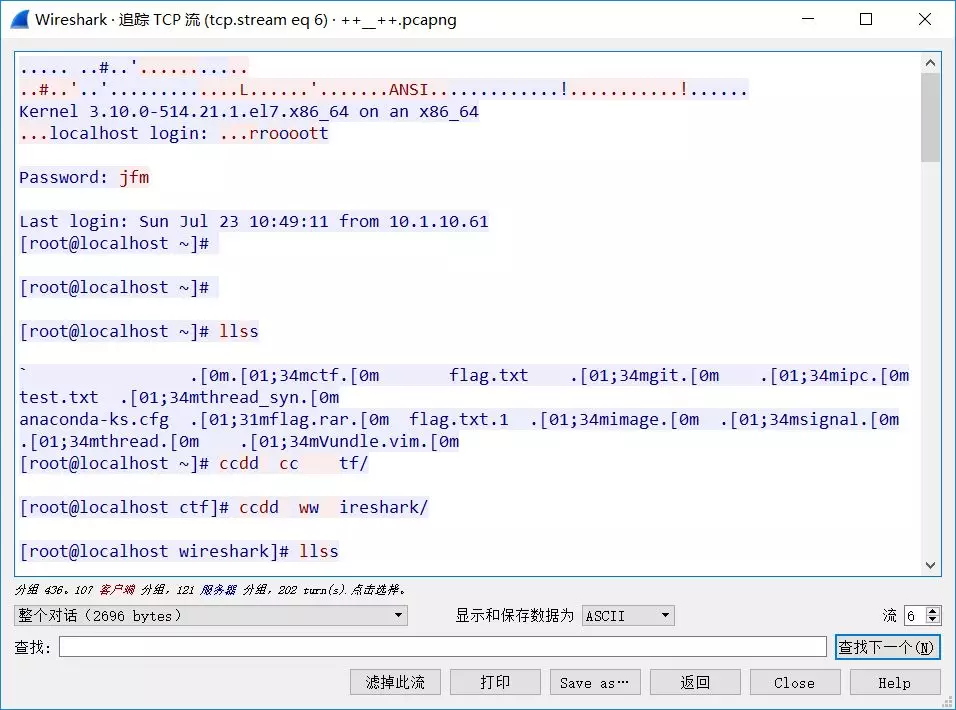 Wireshark · 追踪 TCP 流 (tcp.stream eq 6) · ++__++.pcapng
..... ..#..'...........
..#..'..'.............L......'.......ANSI.............!...........!......
Kernel 3.10.0-514.21.1.el7.x86_64 on an x86_64
...localhost login: ...rroooott
Password: jfm
Last login: Sun Jul 23 10:49:11 from 10.1.10.61
[root@localhost ~]#
[root@localhost ~]#
[root@localhost ~]# llss
`                .[0m.[01;34mctf.[0m       flag.txt    .[01;34mgit.[0m    .[01;34mipc.[0m
test.txt  .[01;34mthread_syn.[0m
anaconda-ks.cfg  .[01;31mflag.rar.[0m  flag.txt.1  .[01;34mimage.[0m  .[01;34msignal.[0m
.[01;34mthread.[0m    .[01;34mVundle.vim.[0m
[root@localhost ~]# ccdd  cc    tf/
[root@localhost ctf]# ccdd  ww  ireshark/
[root@localhost wireshark]# llss
分组 436。107 客户端 分组，121 服务器 分组，202 turn(s).点击选择。
整个对话（2696 bytes） 显示和保存数据为 ASCII 流 6
查找: 查找下一个(N)
滤掉此流 打印 Save as… 返回 Close Help